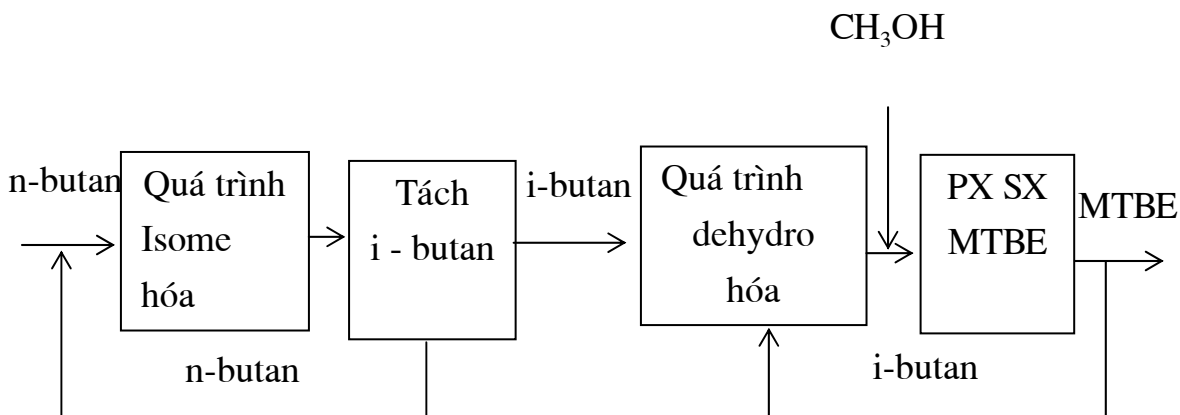 CH₃OH
n-butan
Quá trình
Isome
hóa
Tách
i - butan
i-butan
Quá trình
dehydro
hóa
PX SX
MTBE
MTBE
n-butan
i-butan